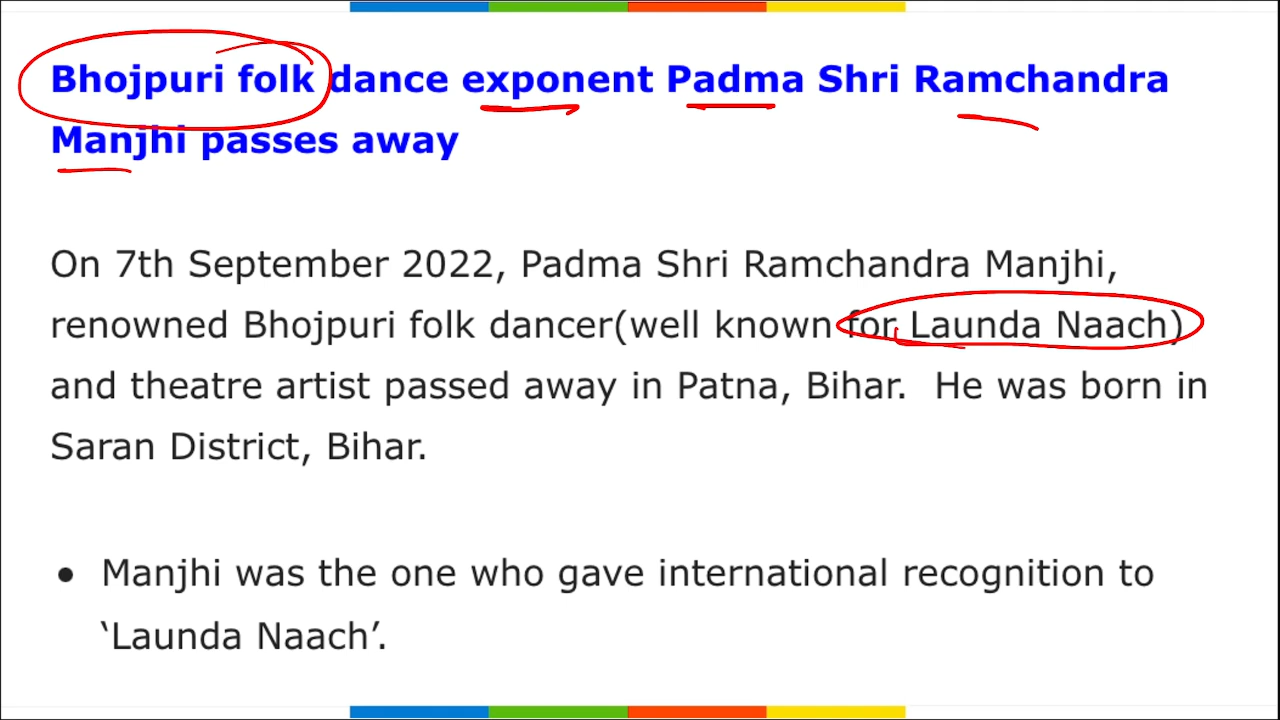 Bhojpuri folk dance exponent Padma Shri Ramchandra
Manjhi passes away
On 7th September 2022, Padma Shri Ramchandra Manjhi,
renowned Bhojpuri folk dancer(well known for Launda Naach)
and theatre artist passed away in Patna, Bihar. He was born in
Saran District, Bihar.
● Manjhi was the one who gave international recognition to
‘Launda Naach’.